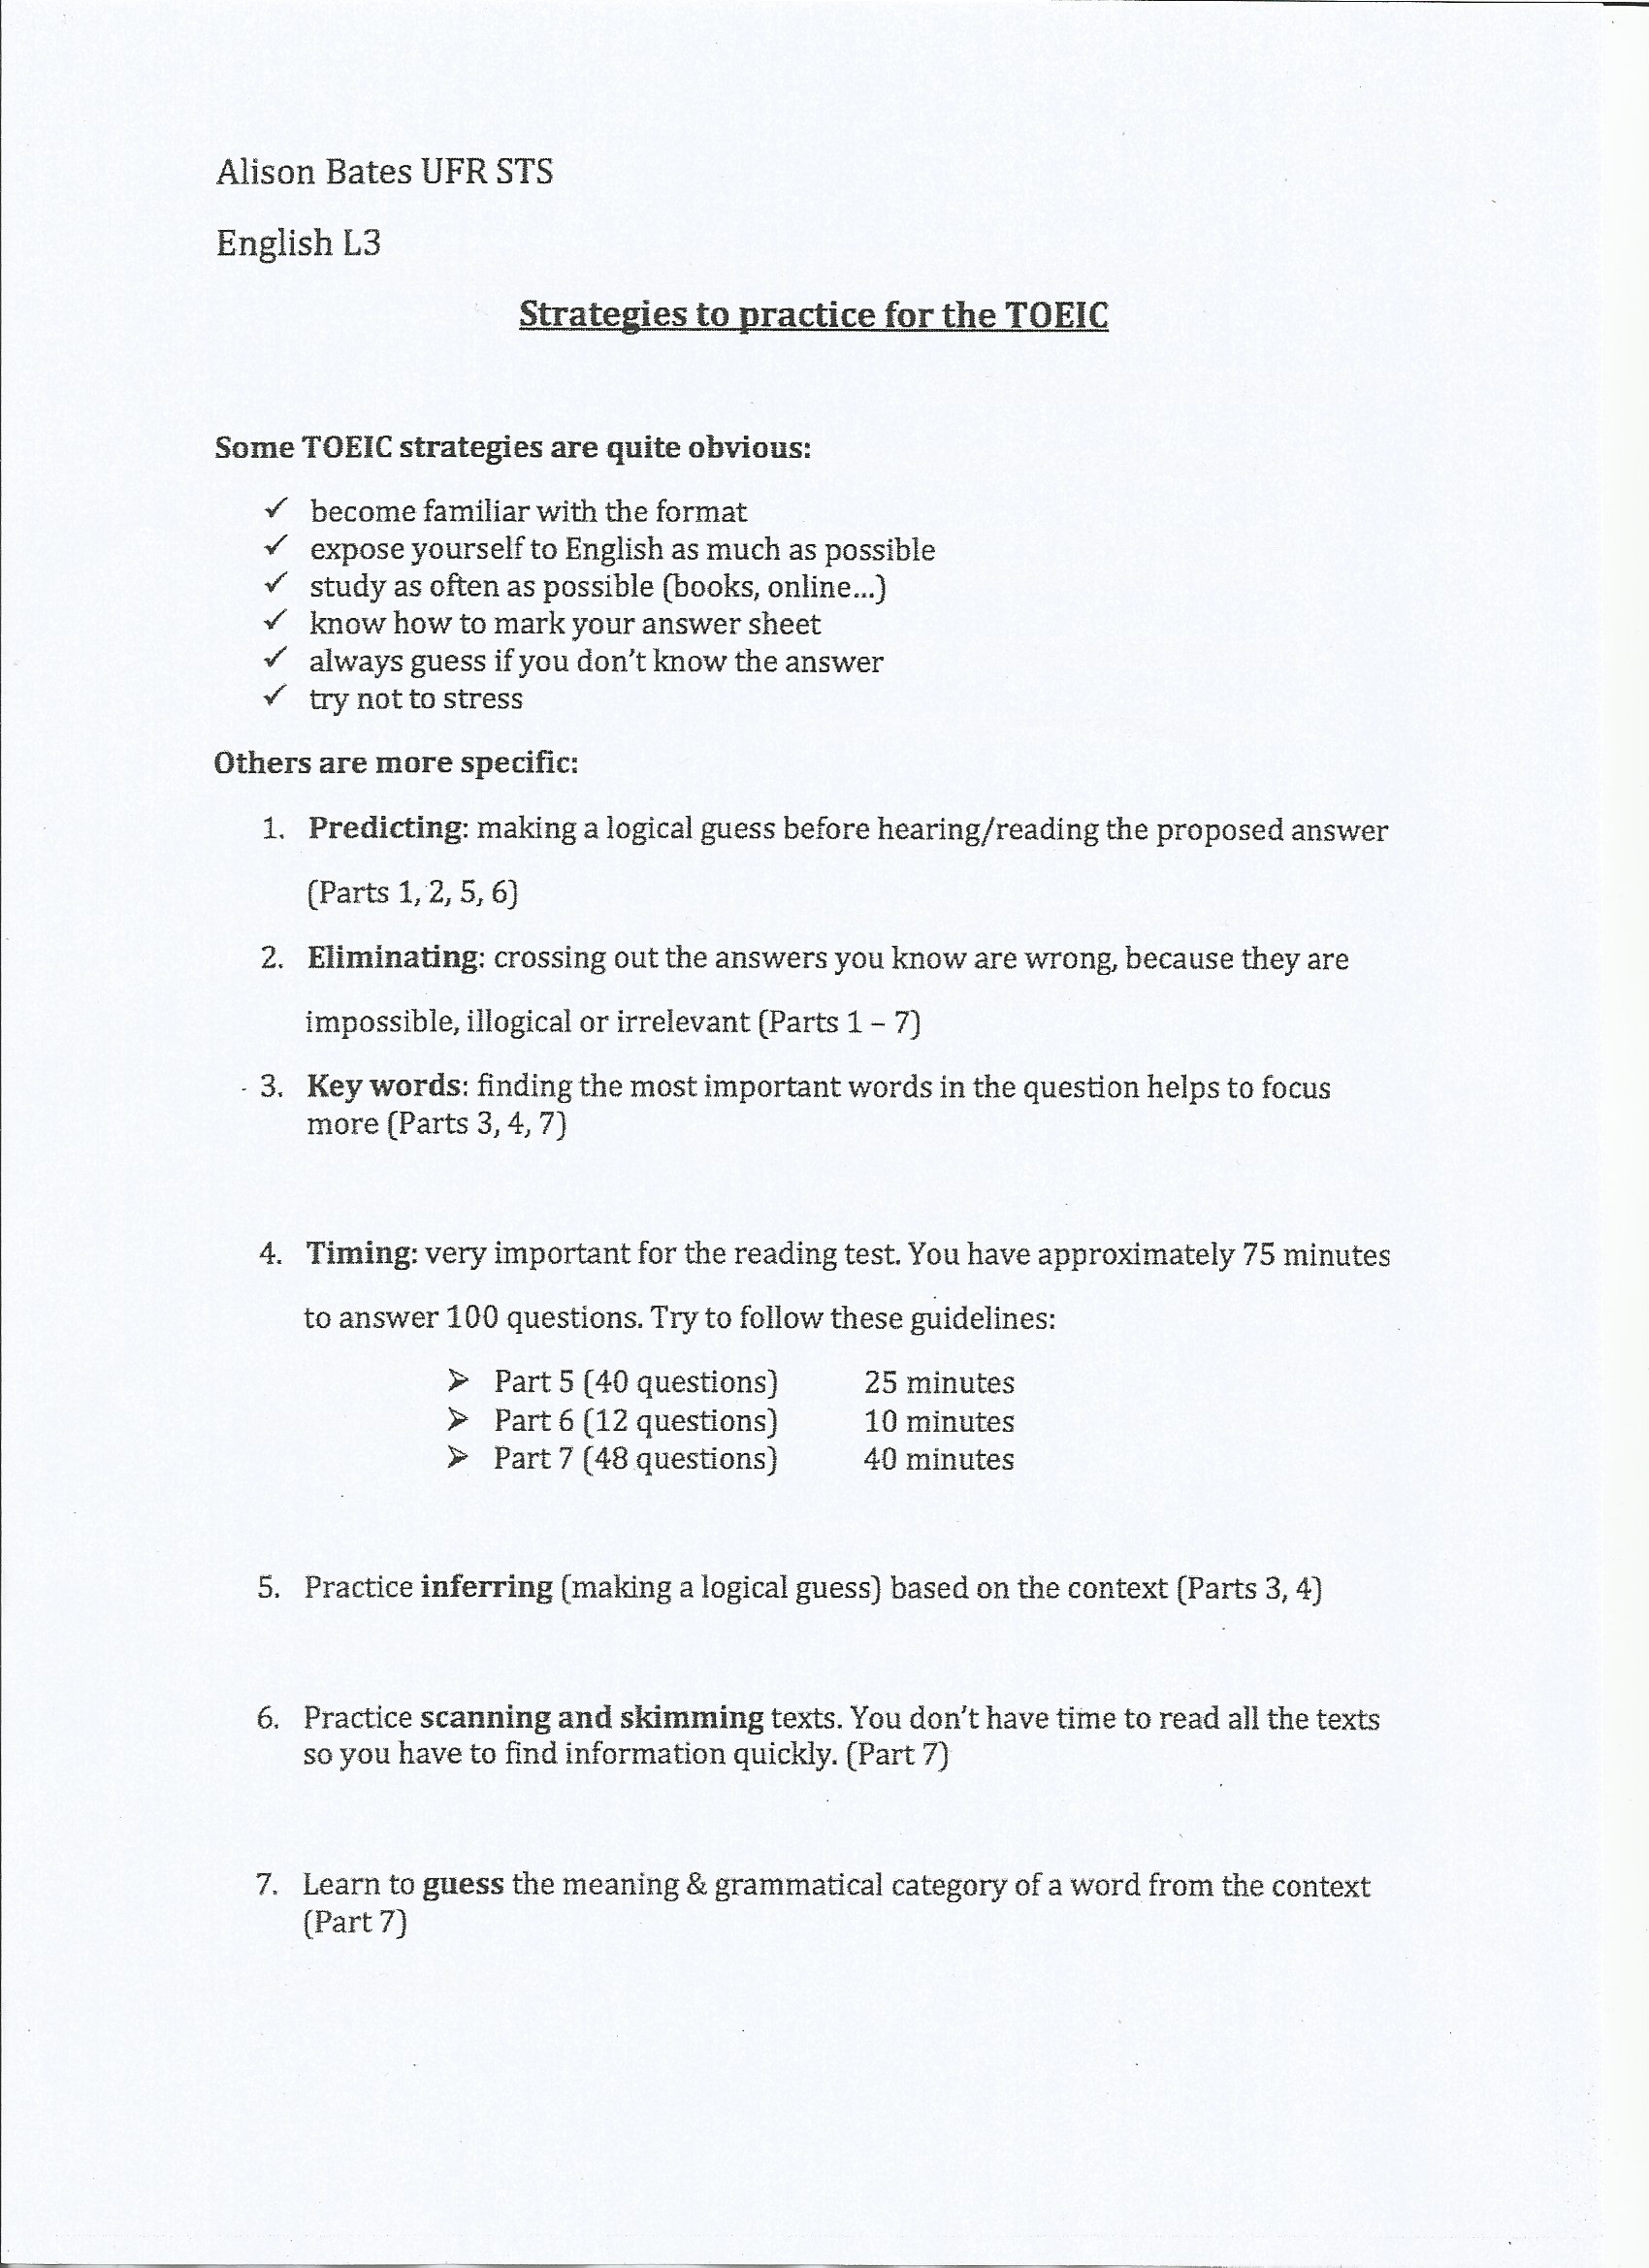 Alison Bates UFR STS
English L3
Strategies to practice for the TOEIC
Some TOEIC strategies are quite obvious:
✓ become familiar with the format
✓ expose yourself to English as much as possible
✓ study as often as possible (books, online...)
✓ know how to mark your answer sheet
✓ always guess if you don't know the answer
✓ try not to stress
Others are more specific:
1. Predicting: making a logical guess before hearing/reading the proposed answer
(Parts 1, 2, 5, 6)
2. Eliminating: crossing out the answers you know are wrong, because they are
impossible, illogical or irrelevant (Parts 1 – 7)
3. Key words: finding the most important words in the question helps to focus
more (Parts 3, 4, 7)
4. Timing: very important for the reading test. You have approximately 75 minutes
to answer 100 questions. Try to follow these guidelines:
➢ Part 5 (40 questions) 25 minutes
➢ Part 6 (12 questions) 10 minutes
➢ Part 7 (48 questions) 40 minutes
5. Practice inferring (making a logical guess) based on the context (Parts 3, 4)
6. Practice scanning and skimming texts. You don't have time to read all the texts
so you have to find information quickly. (Part 7)
7. Learn to guess the meaning & grammatical category of a word from the context
(Part 7)